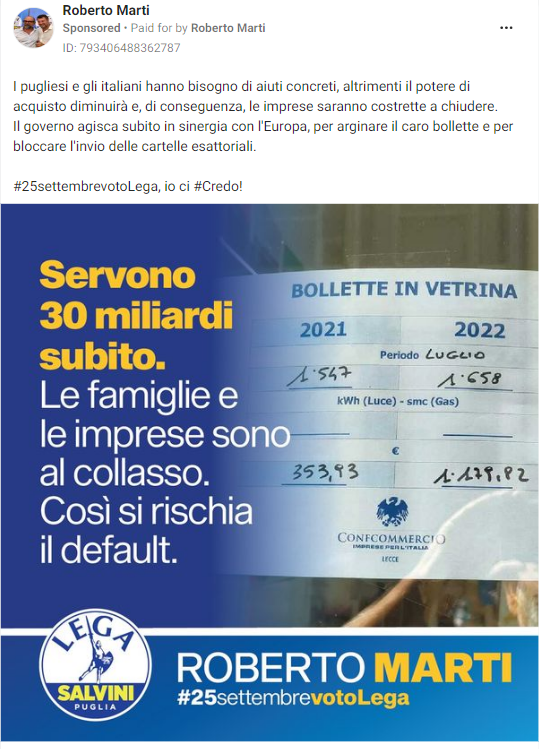 Roberto Marti
Sponsored • Paid for by Roberto Marti
ID: 793406488362787
I pugliesi e gli italiani hanno bisogno di aiuti concreti, altrimenti il potere di
acquisto diminuirà e, di conseguenza, le imprese saranno costrette a chiudere.
Il governo agisca subito in sinergia con l'Europa, per arginare il caro bollette e per
bloccare l'invio delle cartelle esattoriali.
#25settembrevotoLega, io ci #Credo!
Servono
30 miliardi
subito.
Le famiglie e
le imprese sono
al collasso.
Così si rischia
il default.
BOLLETTE IN VETRINA
2021 2022
Periodo LUGLIO
1.547 1.658
kWh (Luce) - smc (Gas)
€
353,93 1.179,82
CONFCOMMERCIO
IMPRESE PER L'ITALIA
LECCE
LEGA
SALVINI
PUGLIA
ROBERTO MARTI
#25settembrevotoLega